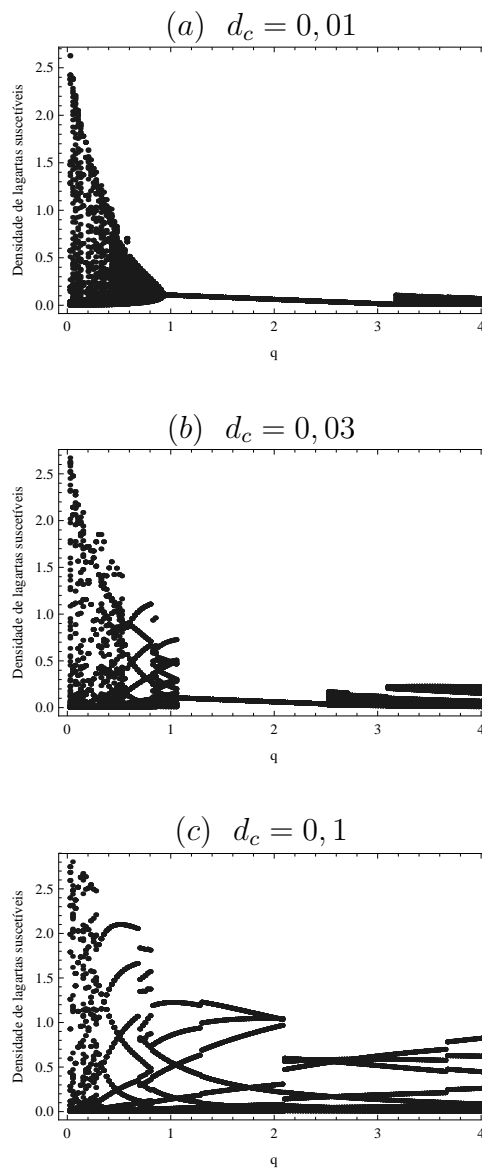 (a) d_c = 0,01
Densidade de lagartas suscetíveis
2.5
2.0
1.5
1.0
0.5
0.0
0 1 2 3 4
q
(b) d_c = 0,03
Densidade de lagartas suscetíveis
2.5
2.0
1.5
1.0
0.5
0.0
0 1 2 3 4
q
(c) d_c = 0,1
Densidade de lagartas suscetíveis
2.5
2.0
1.5
1.0
0.5
0.0
0 1 2 3 4
q